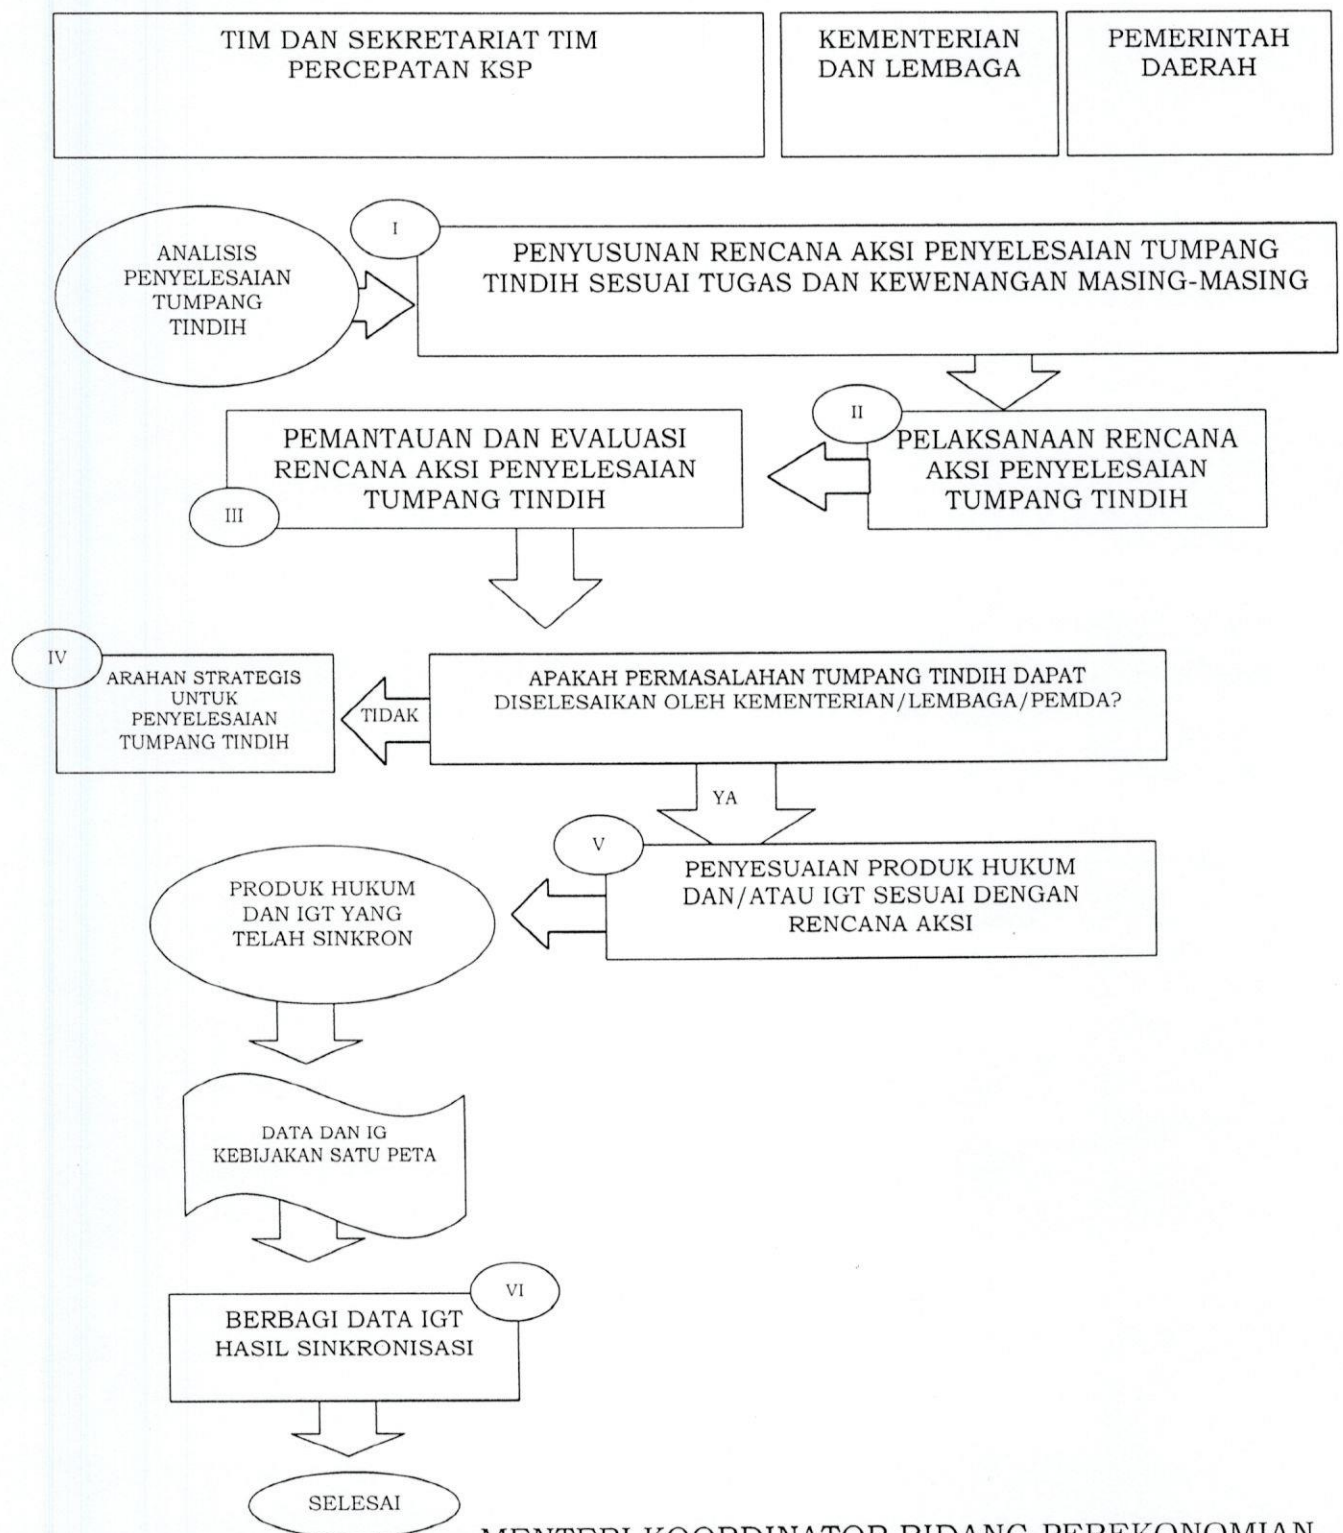 TIM DAN SEKRETARIAT TIM
PERCEPATAN KSP
KEMENTERIAN
DAN LEMBAGA
PEMERINTAH
DAERAH
ANALISIS
PENYELESAIAN
TUMPANG
TINDIH
I
PENYUSUNAN RENCANA AKSI PENYELESAIAN TUMPANG
TINDIH SESUAI TUGAS DAN KEWENANGAN MASING-MASING
II
PELAKSANAAN RENCANA
AKSI PENYELESAIAN
TUMPANG TINDIH
PEMANTAUAN DAN EVALUASI
RENCANA AKSI PENYELESAIAN
TUMPANG TINDIH
III
APAKAH PERMASALAHAN TUMPANG TINDIH DAPAT
DISELESAIKAN OLEH KEMENTERIAN/LEMBAGA/PEMDA?
TIDAK
IV
ARAHAN STRATEGIS
UNTUK
PENYELESAIAN
TUMPANG TINDIH
YA
V
PENYESUAIAN PRODUK HUKUM
DAN/ATAU IGT SESUAI DENGAN
RENCANA AKSI
PRODUK HUKUM
DAN IGT YANG
TELAH SINKRON
DATA DAN IG
KEBIJAKAN SATU PETA
VI
BERBAGI DATA IGT
HASIL SINKRONISASI
SELESAI
MENTERI KOORDINATOR BIDANG PEREKONOMIAN